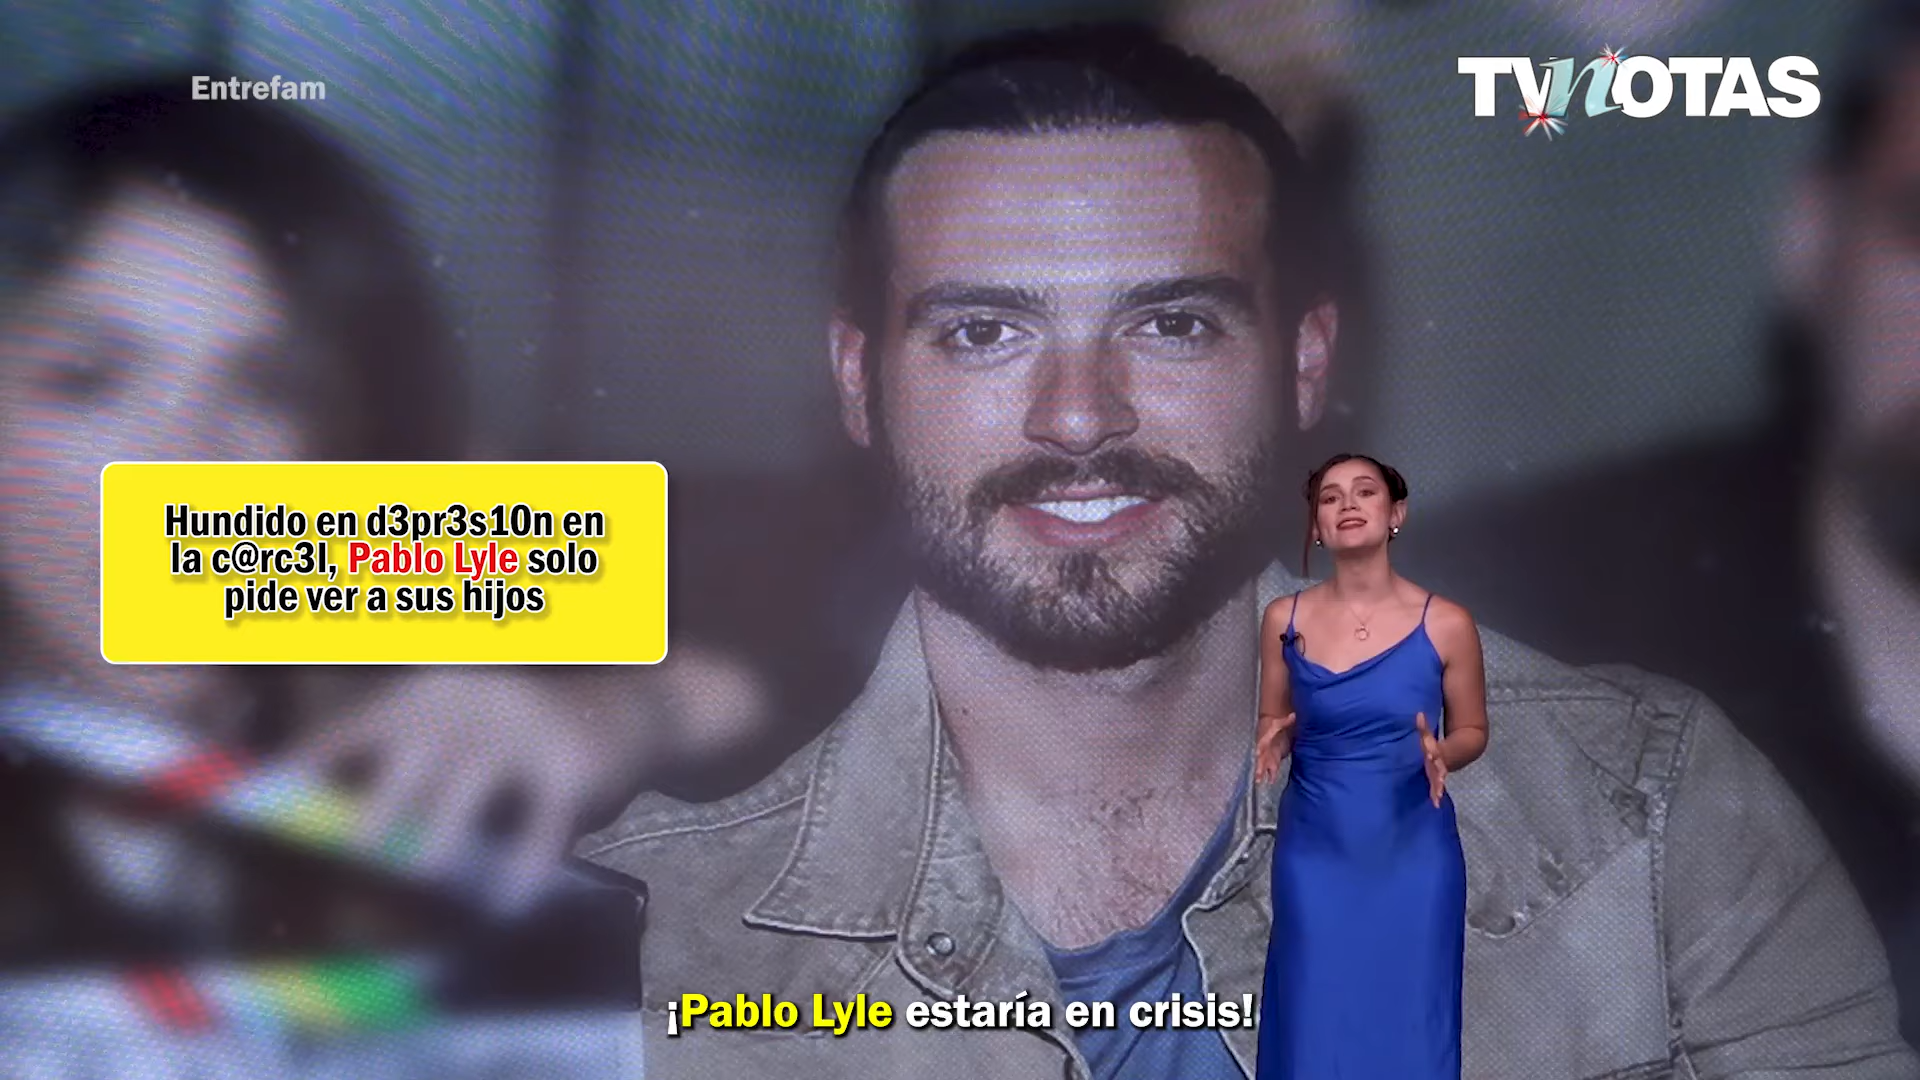 Entrefam
TVnOTAS
Hundido en d3pr3s10n en
la c@rc3l, Pablo Lyle solo
pide ver a sus hijos
¡Pablo Lyle estaría en crisis!